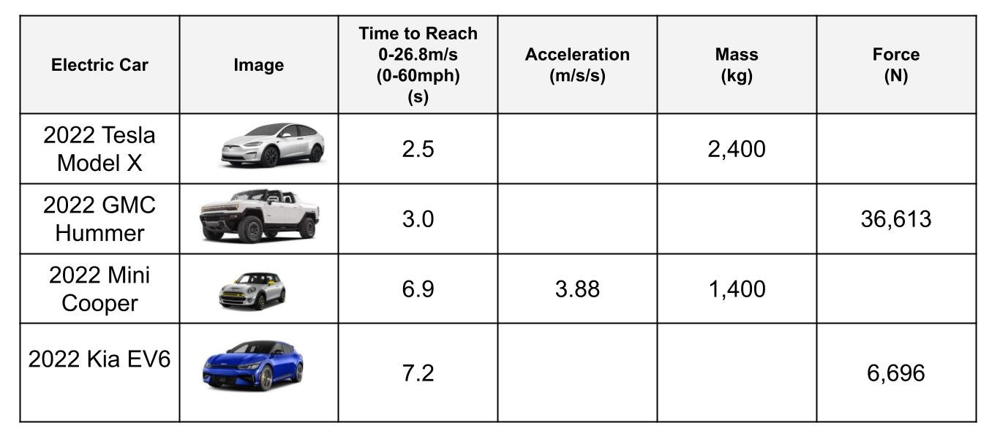 Electric Car
Image
Time to Reach
0-26.8m/s
(0-60mph)
(s)
Acceleration
(m/s/s)
Mass
(kg)
Force
(N)
2022 Tesla
Model X
2.5
2,400
2022 GMC
Hummer
3.0
36,613
2022 Mini
Cooper
6.9
3.88
1,400
2022 Kia EV6
7.2
6,696